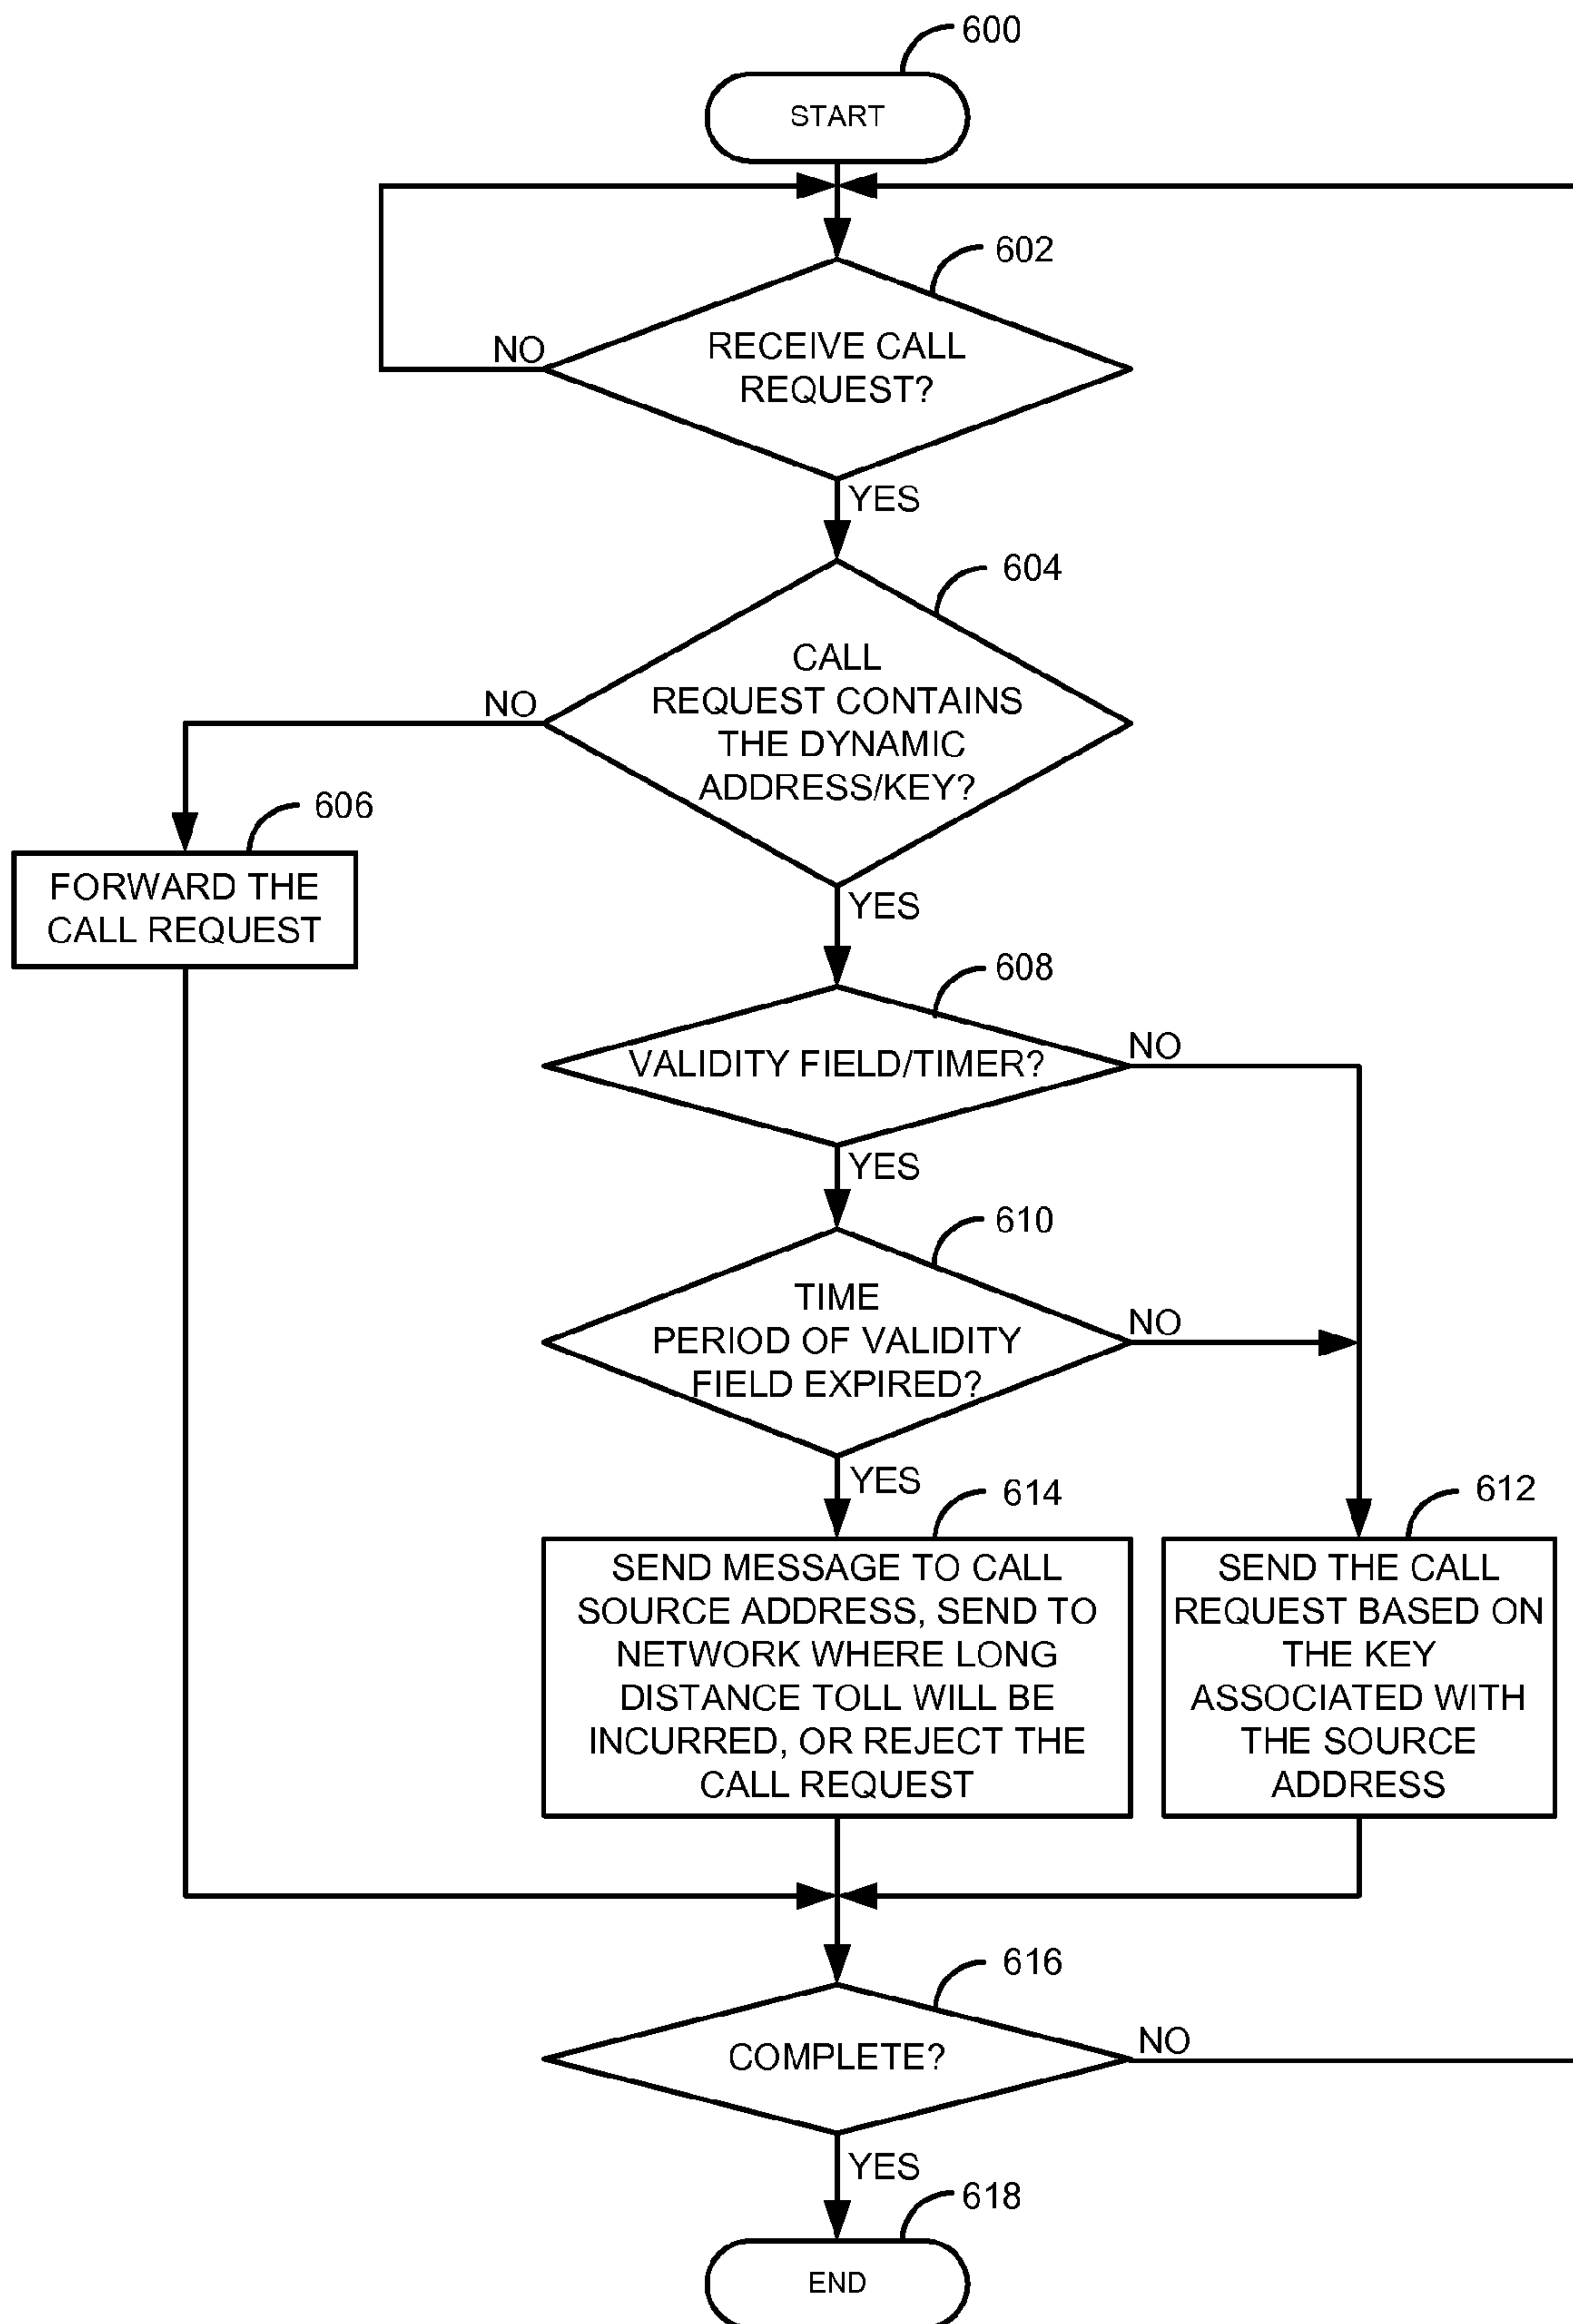 600
START
602
RECEIVE CALL
REQUEST?
NO
YES
604
CALL
REQUEST CONTAINS
THE DYNAMIC
ADDRESS/KEY?
NO
606
FORWARD THE
CALL REQUEST
YES
608
VALIDITY FIELD/TIMER?
NO
YES
610
TIME
PERIOD OF VALIDITY
FIELD EXPIRED?
NO
YES
614
SEND MESSAGE TO CALL
SOURCE ADDRESS, SEND TO
NETWORK WHERE LONG
DISTANCE TOLL WILL BE
INCURRED, OR REJECT THE
CALL REQUEST
612
SEND THE CALL
REQUEST BASED ON
THE KEY
ASSOCIATED WITH
THE SOURCE
ADDRESS
616
COMPLETE?
NO
YES
618
END